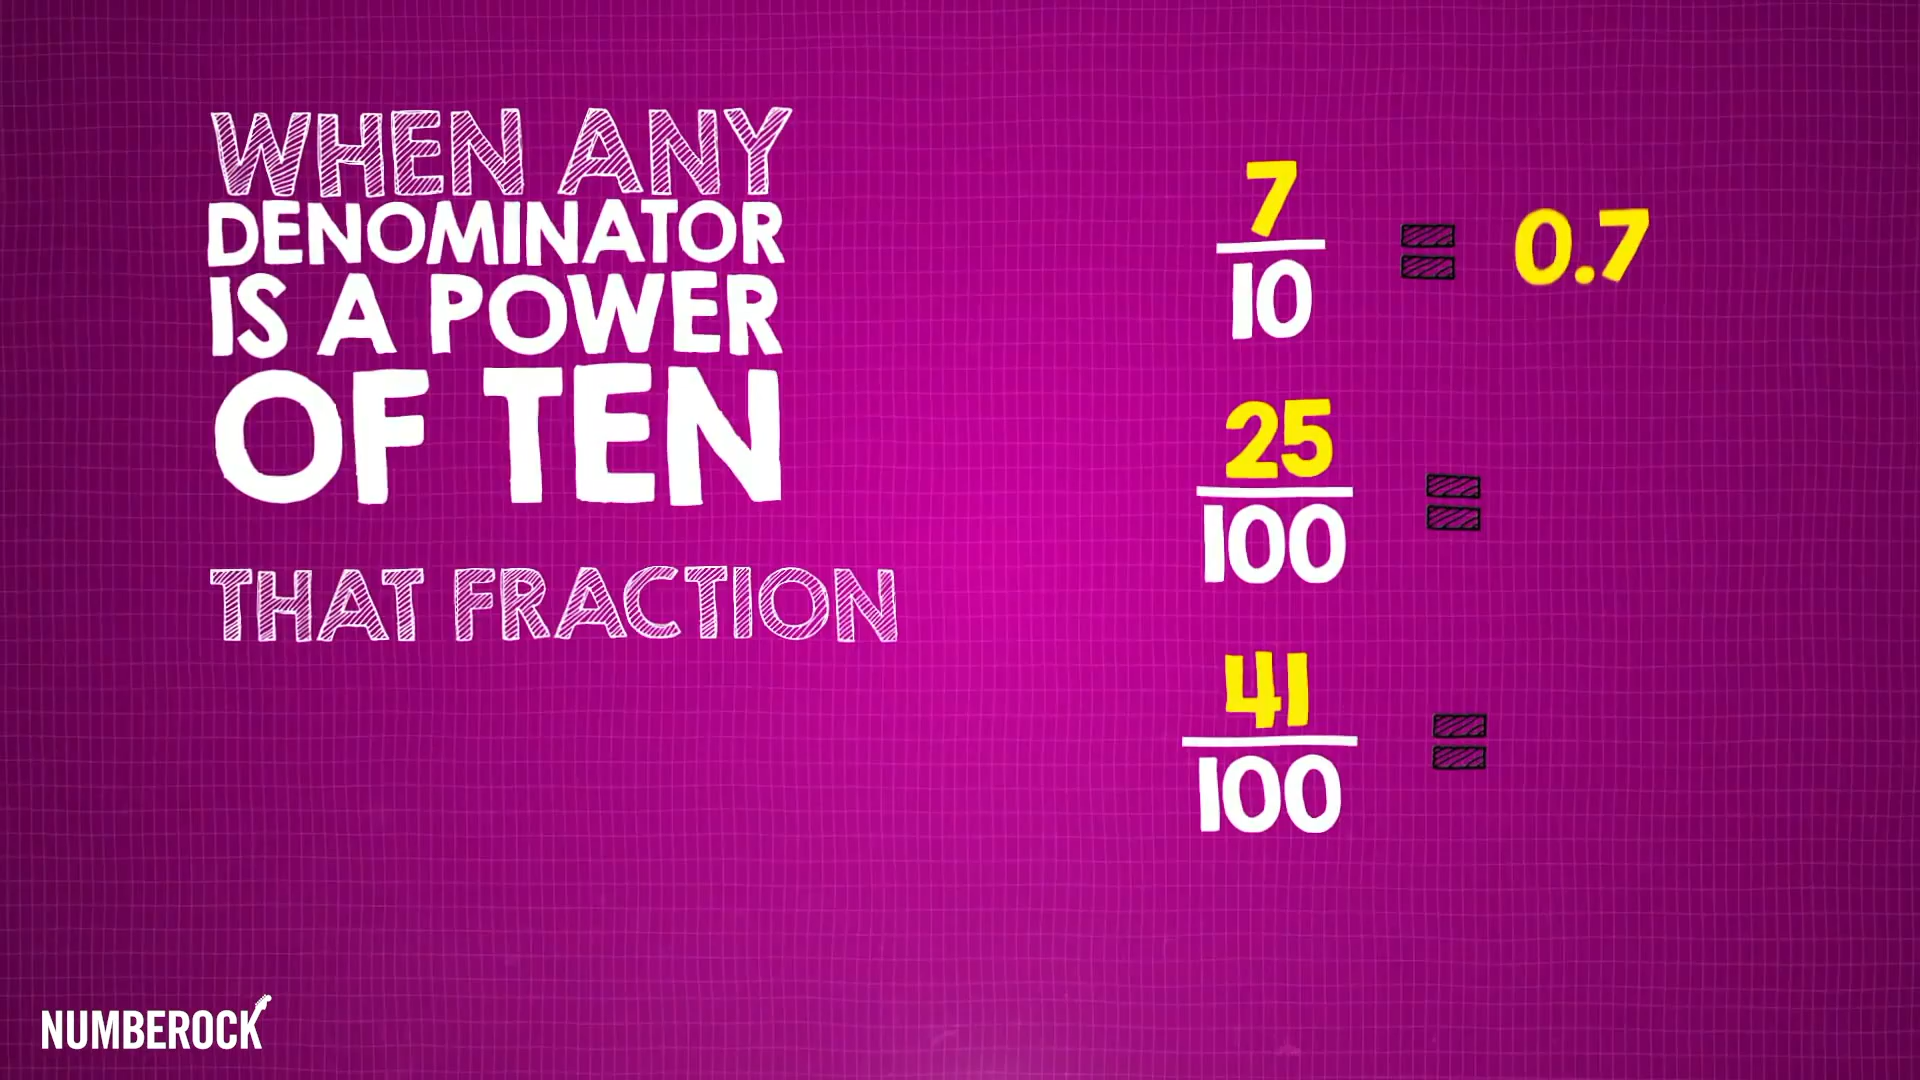 WHEN ANY
DENOMINATOR
IS A POWER
OF TEN
THAT FRACTION
7/10 = 0.7
25/100 =
41/100 =
NUMBEROCK